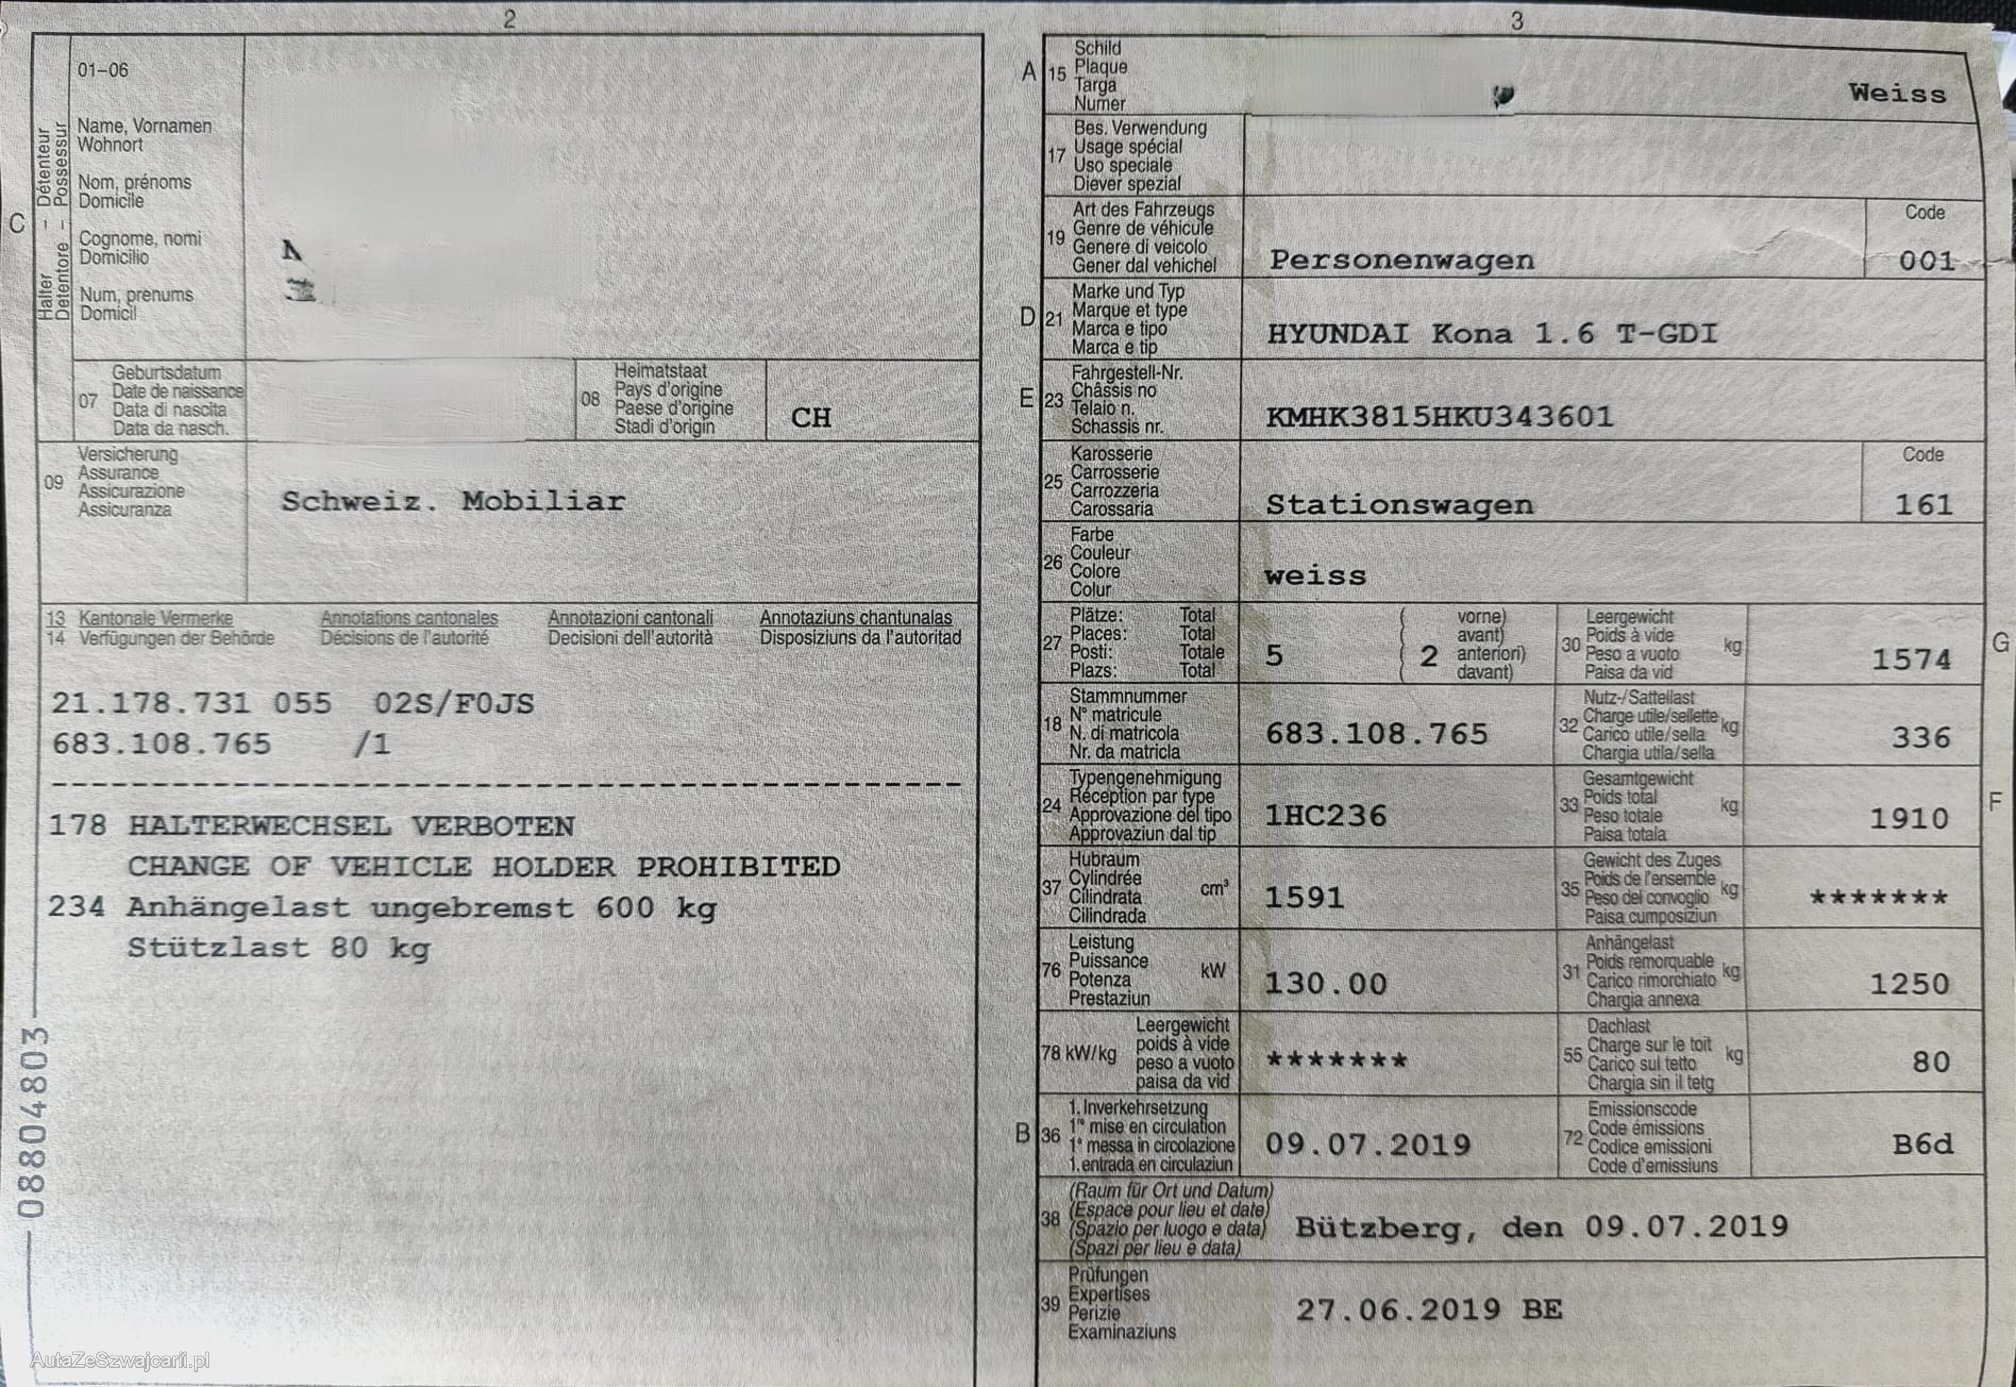 2
01–06
Name, Vornamen
Wohnort
Nom, prénoms
Domicile
Cognome, nomi
Domicilio
Num, prenums
Domicil
C
Halter – Détenteur
Detentore – Possessur
07
Geburtsdatum
Date de naissance
Data di nascita
Data da nasch.
08
Heimatstaat
Pays d'origine
Paese d'origine
Stadi d'origin
CH
09
Versicherung
Assurance
Assicurazione
Assicuranza
Schweiz. Mobiliar
13 Kantonale Vermerke Annotations cantonales Annotazioni cantonali Annotaziuns chantunalas
14 Verfügungen der Behörde Décisions de l'autorité Decisioni dell'autorità Disposiziuns da l'autoritad
21.178.731 055 02S/F0JS
683.108.765 /1
178 HALTERWECHSEL VERBOTEN
CHANGE OF VEHICLE HOLDER PROHIBITED
234 Anhängelast ungebremst 600 kg
Stützlast 80 kg
088804803
3
A 15
Schild
Plaque
Targa
Numer
Weiss
17
Bes. Verwendung
Usage spécial
Uso speciale
Diever spezial
19
Art des Fahrzeugs
Genre de véhicule
Genere di veicolo
Gener dal vehichel
Personenwagen
Code
001
D 21
Marke und Typ
Marque et type
Marca e tipo
Marca e tip
HYUNDAI Kona 1.6 T-GDI
E 23
Fahrgestell-Nr.
Châssis no
Telaio n.
Schassis nr.
KMHK3815HKU343601
25
Karosserie
Carrosserie
Carrozzeria
Carossaria
Stationswagen
Code
161
26
Farbe
Couleur
Colore
Colur
weiss
27
Plätze: Total
Places: Total
Posti: Totale
Plazs: Total
5
2
vorne)
avant)
anteriori)
davant)
30
Leergewicht
Poids à vide
Peso a vuoto
Paisa da vid
kg
1574
G
18
Stammnummer
N° matricule
N. di matricola
Nr. da matricla
683.108.765
32
Nutz-/Sattellast
Charge utile/sellette
Carico utile/sella
Chargia utila/sella
kg
336
24
Typengenehmigung
Réception par type
Approvazione del tipo
Approvaziun dal tip
1HC236
33
Gesamtgewicht
Poids total
Peso totale
Paisa totala
kg
1910
F
37
Hubraum
Cylindrée
Cilindrata
Cilindrada
cm³
1591
35
Gewicht des Zuges
Poids de l'ensemble
Peso del convoglio
Paisa cumposiziun
kg
*******
76
Leistung
Puissance
Potenza
Prestaziun
kW
130.00
31
Anhängelast
Poids remorquable
Carico rimorchiato
Chargia annexa
kg
1250
78 kW/kg
Leergewicht
poids à vide
peso a vuoto
paisa da vid
*******
55
Dachlast
Charge sur le toit
Carico sul tetto
Chargia sin il tetg
kg
80
B 36
1. Inverkehrsetzung
1re mise en circulation
1a messa in circolazione
1. entrada en circulaziun
09.07.2019
72
Emissionscode
Code émissions
Codice emissioni
Code d'emissiuns
B6d
38
(Raum für Ort und Datum)
(Espace pour lieu et date)
(Spazio per luogo e data)
(Spazi per lieu e data)
Bützberg, den 09.07.2019
39
Prüfungen
Expertises
Perizie
Examinaziuns
27.06.2019 BE
AutaZeSzwajcarii.pl